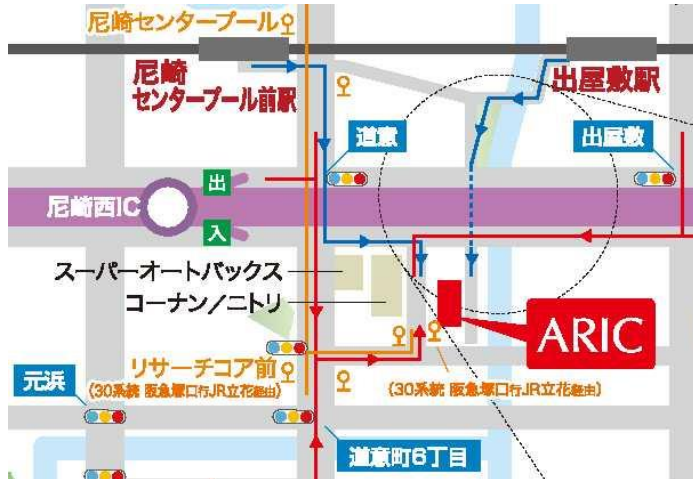 尼崎センタープール
尼崎
センタープール前駅
出屋敷駅
道意
出屋敷
出
尼崎西IC
入
スーパーオートバックス
コーナン/ニトリ
ARIC
リサーチコア前
(30系統 阪急塚口行JR立花経由)
(30系統 阪急塚口行JR立花経由)
元浜
道意町6丁目